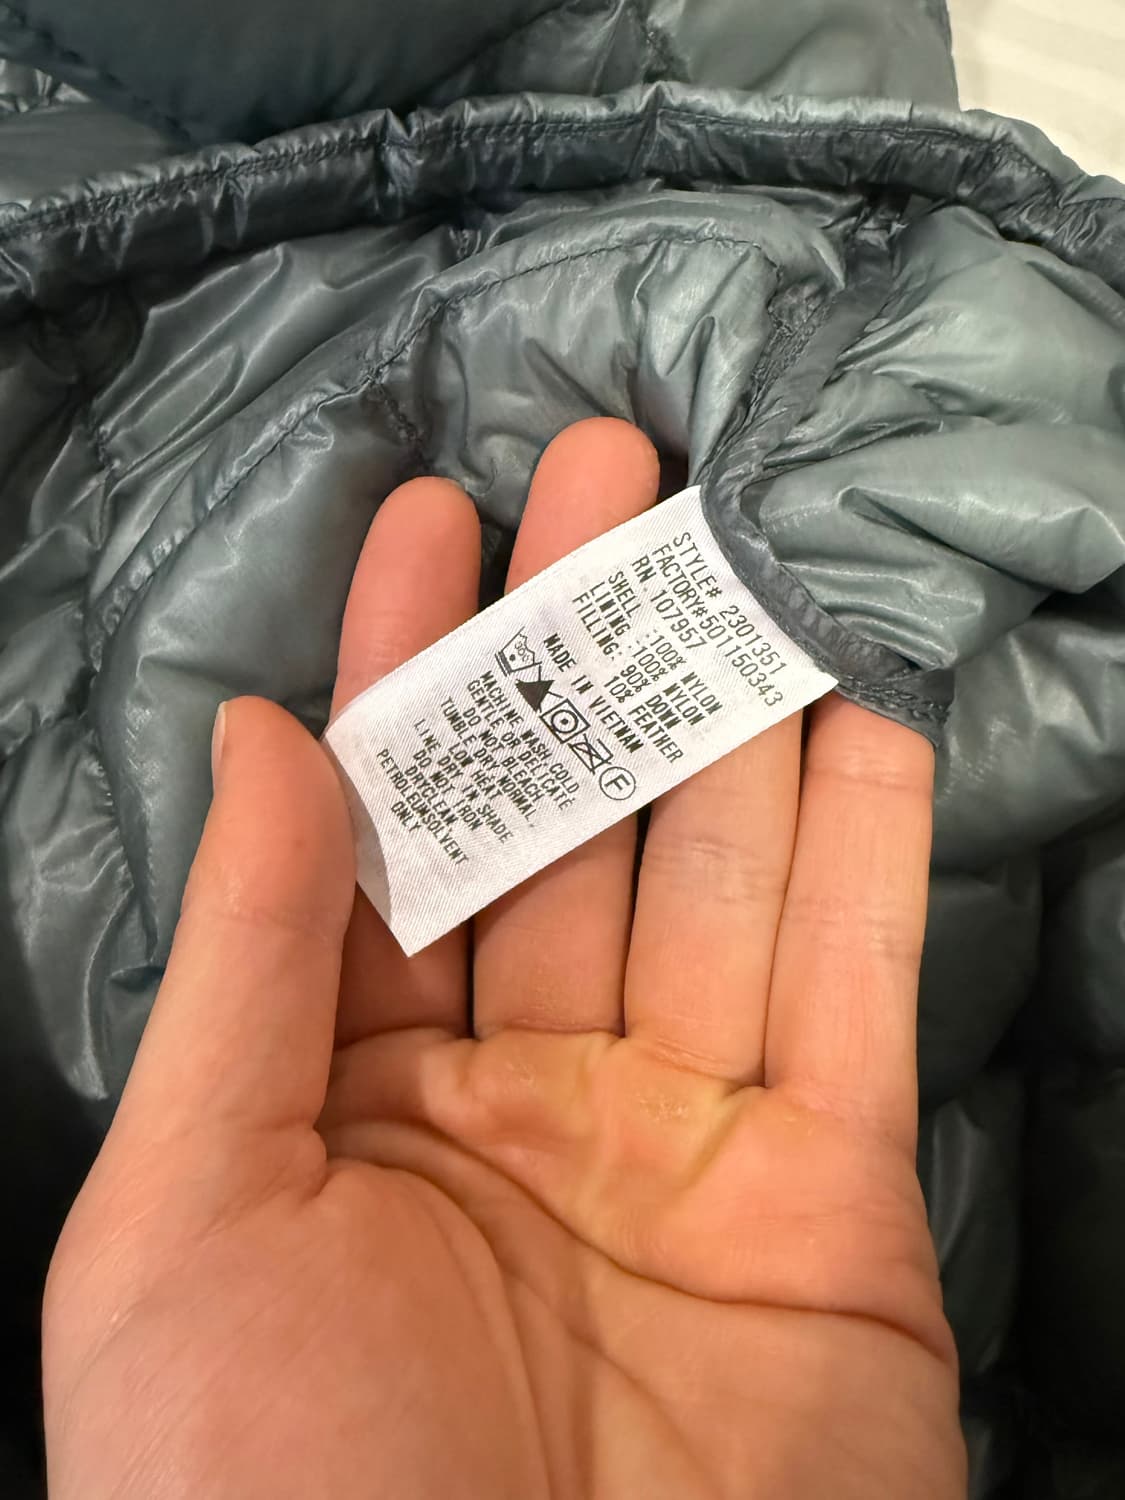 STYLE# 2301351
FACTORY#501150343
RN. 107957
SHELL :100% NYLON
LINING :100% NYLON
FILLING: 90% DOWN
10% FEATHER
MADE IN VIETNAM
30°c
F
MACHINE WASH COLD
GENTLE OR DELICATE
DO NOT BLEACH
TUMBLE DRY NORMAL,
LOW HEAT
LINE DRY IN SHADE
DO NOT IRON
DRYCLEAN,
PETROLEUMSOLVENT
ONLY